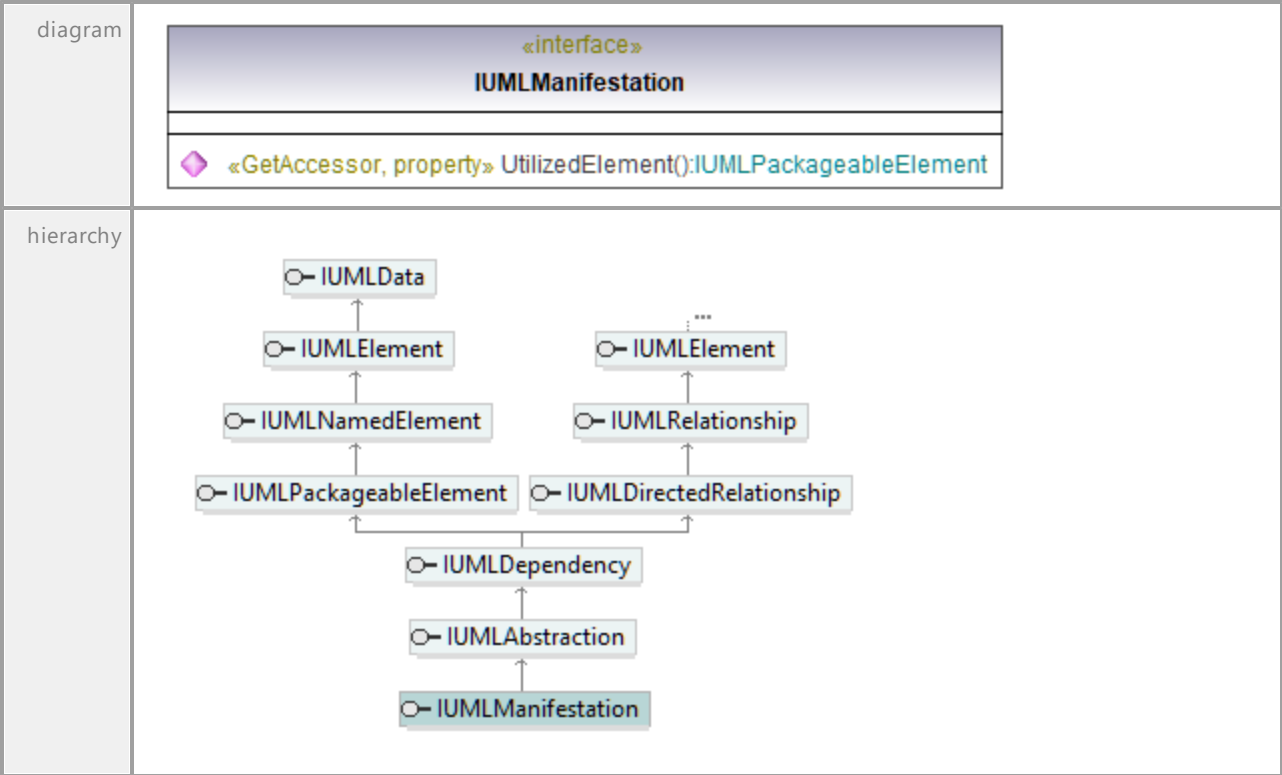 diagram
«interface»
IUMLManifestation
«GetAccessor, property» UtilizedElement():IUMLPackageableElement
hierarchy
IUMLData
...
IUMLElement IUMLElement
IUMLNamedElement IUMLRelationship
IUMLPackageableElement IUMLDirectedRelationship
IUMLDependency
IUMLAbstraction
IUMLManifestation